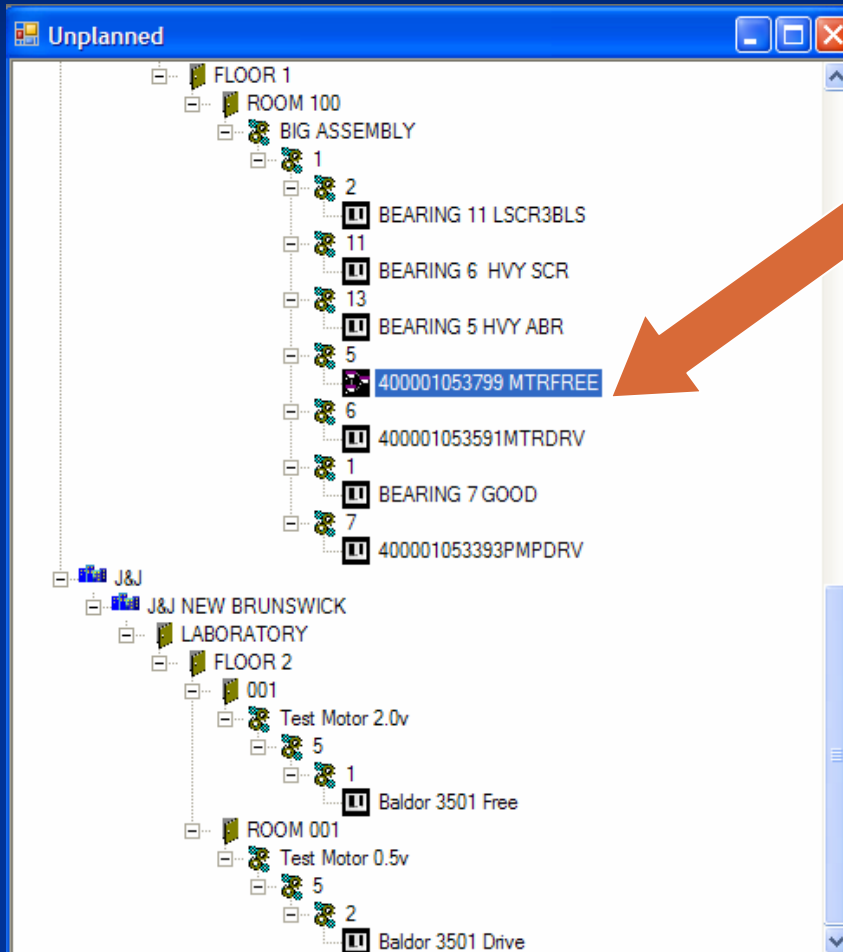 Unplanned
FLOOR 1
ROOM 100
BIG ASSEMBLY
1
2
BEARING 11 LSCR3BLS
11
BEARING 6  HVY SCR
13
BEARING 5 HVY ABR
5
400001053799 MTRFREE
6
400001053591MTRDRV
1
BEARING 7 GOOD
7
400001053393PMPDRV
J&J
J&J NEW BRUNSWICK
LABORATORY
FLOOR 2
001
Test Motor 2.0v
5
1
Baldor 3501 Free
ROOM 001
Test Motor 0.5v
5
2
Baldor 3501 Drive